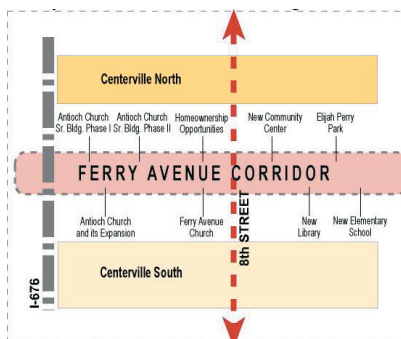 Centerville North
Antioch Church
Sr. Bldg. Phase I
Antioch Church
Sr. Bldg. Phase II
Homeownership
Opportunities
New Community
Center
Elijah Perry
Park
FERRY AVENUE CORRIDOR
Antioch Church
and its Expansion
Ferry Avenue
Church
New
Library
New Elementary
School
8th STREET
Centerville South
I-676